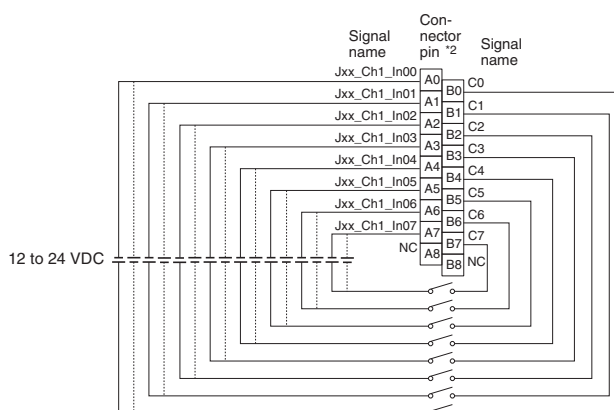 Signal
name
Con-
nector
pin *2
Signal
name
Jxx_Ch1_In00
A0
B0
C0
Jxx_Ch1_In01
A1
B1
C1
Jxx_Ch1_In02
A2
B2
C2
Jxx_Ch1_In03
A3
B3
C3
Jxx_Ch1_In04
A4
B4
C4
Jxx_Ch1_In05
A5
B5
C5
Jxx_Ch1_In06
A6
B6
C6
Jxx_Ch1_In07
A7
B7
C7
NC
A8
B8
NC
12 to 24 VDC